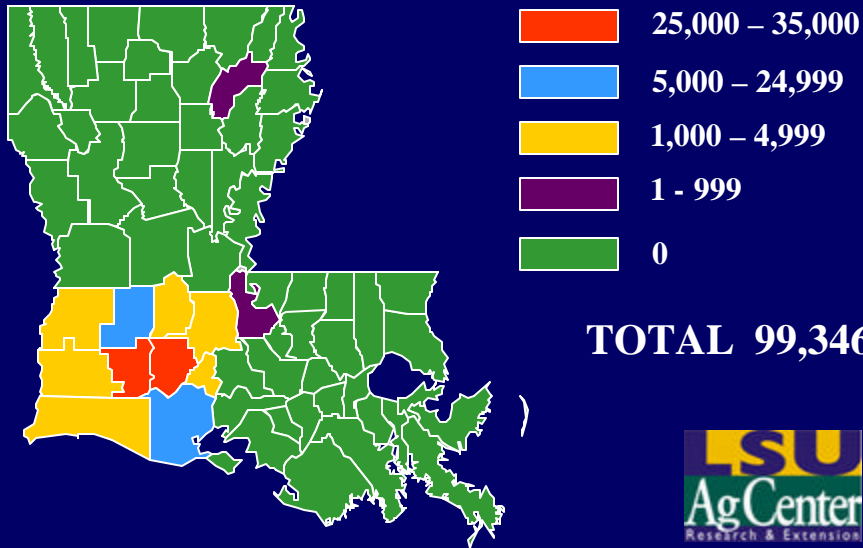 25,000 – 35,000
5,000 – 24,999
1,000 – 4,999
1 - 999
0
TOTAL 99,346
LSU
AgCenter
Research & Extension